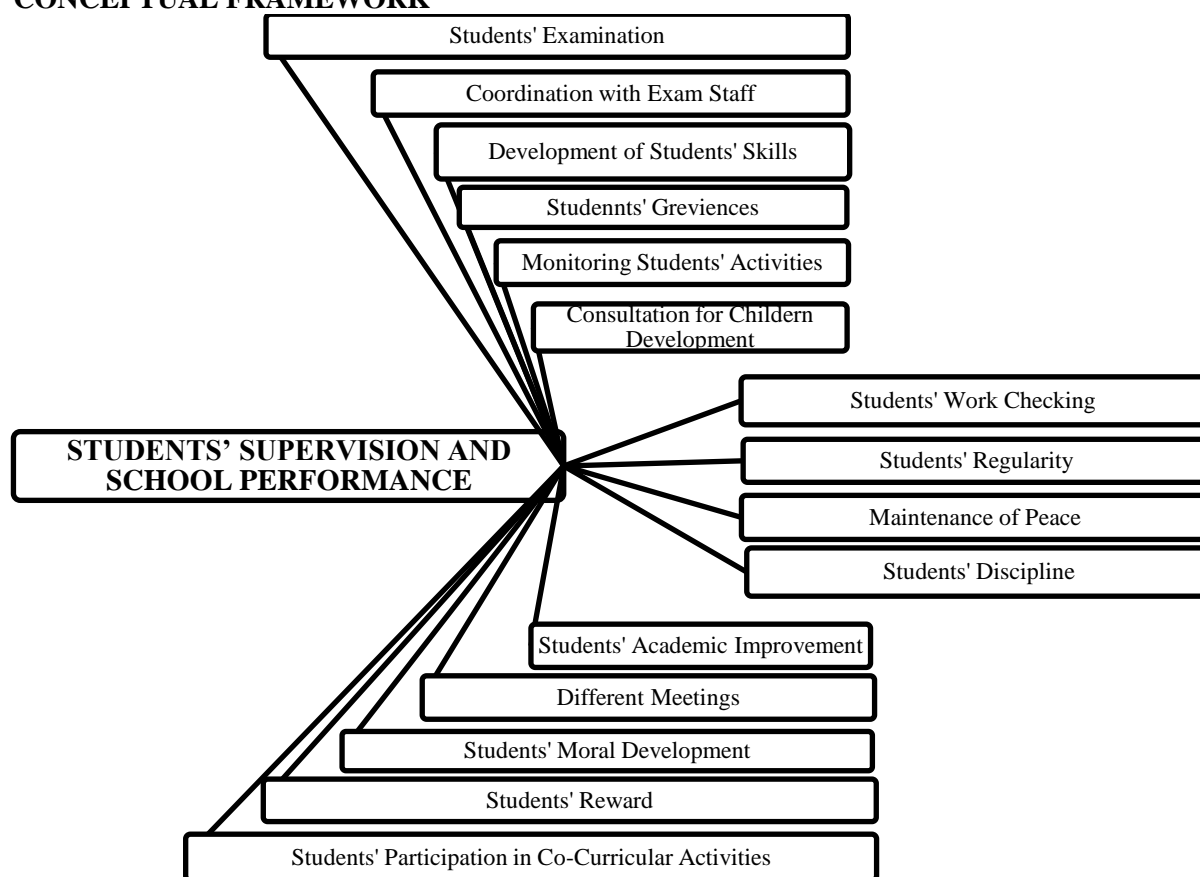 CONCEPTUAL FRAMEWORK
Students' Examination
Coordination with Exam Staff
Development of Students' Skills
Studennts' Greviences
Monitoring Students' Activities
Consultation for Childern
Development
Students' Work Checking
STUDENTS’ SUPERVISION AND
SCHOOL PERFORMANCE
Students' Regularity
Maintenance of Peace
Students' Discipline
Students' Academic Improvement
Different Meetings
Students' Moral Development
Students' Reward
Students' Participation in Co-Curricular Activities